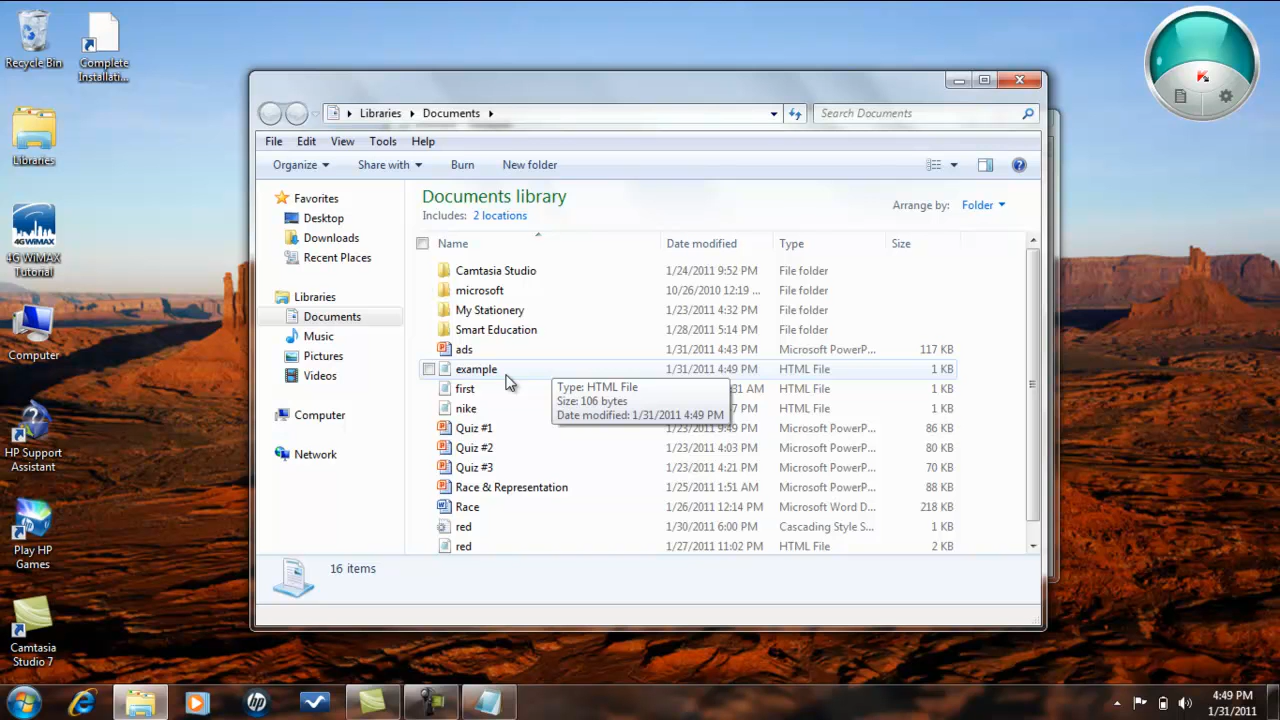 Recycle Bin
Complete
Installati...
Libraries
4G WiMAX
Tutorial
Computer
HP Support
Assistant
Play HP
Games
Camtasia
Studio 7
Libraries
Documents
Search Documents
File Edit View Tools Help
Organize Share with Burn New folder
Favorites
Desktop
Downloads
Recent Places
Libraries
Documents
Music
Pictures
Videos
Computer
Network
Documents library
Includes: 2 locations
Arrange by: Folder
Name Date modified Type Size
Camtasia Studio 1/24/2011 9:52 PM File folder
microsoft 10/26/2010 12:19 ... File folder
My Stationery 1/23/2011 4:32 PM File folder
Smart Education 1/28/2011 5:14 PM File folder
ads 1/31/2011 4:43 PM Microsoft PowerP... 117 KB
example 1/31/2011 4:49 PM HTML File 1 KB
first 31 AM HTML File 1 KB
nike 7 PM HTML File 1 KB
Type: HTML File
Size: 106 bytes
Date modified: 1/31/2011 4:49 PM
Quiz #1 1/23/2011 9:49 PM Microsoft PowerP... 86 KB
Quiz #2 1/23/2011 4:03 PM Microsoft PowerP... 86 KB
Quiz #3 1/23/2011 4:21 PM Microsoft PowerP... 70 KB
Race & Representation 1/25/2011 1:51 AM Microsoft PowerP... 88 KB
Race 1/26/2011 12:14 PM Microsoft Word D... 218 KB
red 1/30/2011 6:00 PM Cascading Style S... 1 KB
red 1/27/2011 11:02 PM HTML File 2 KB
16 items
4:49 PM
1/31/2011